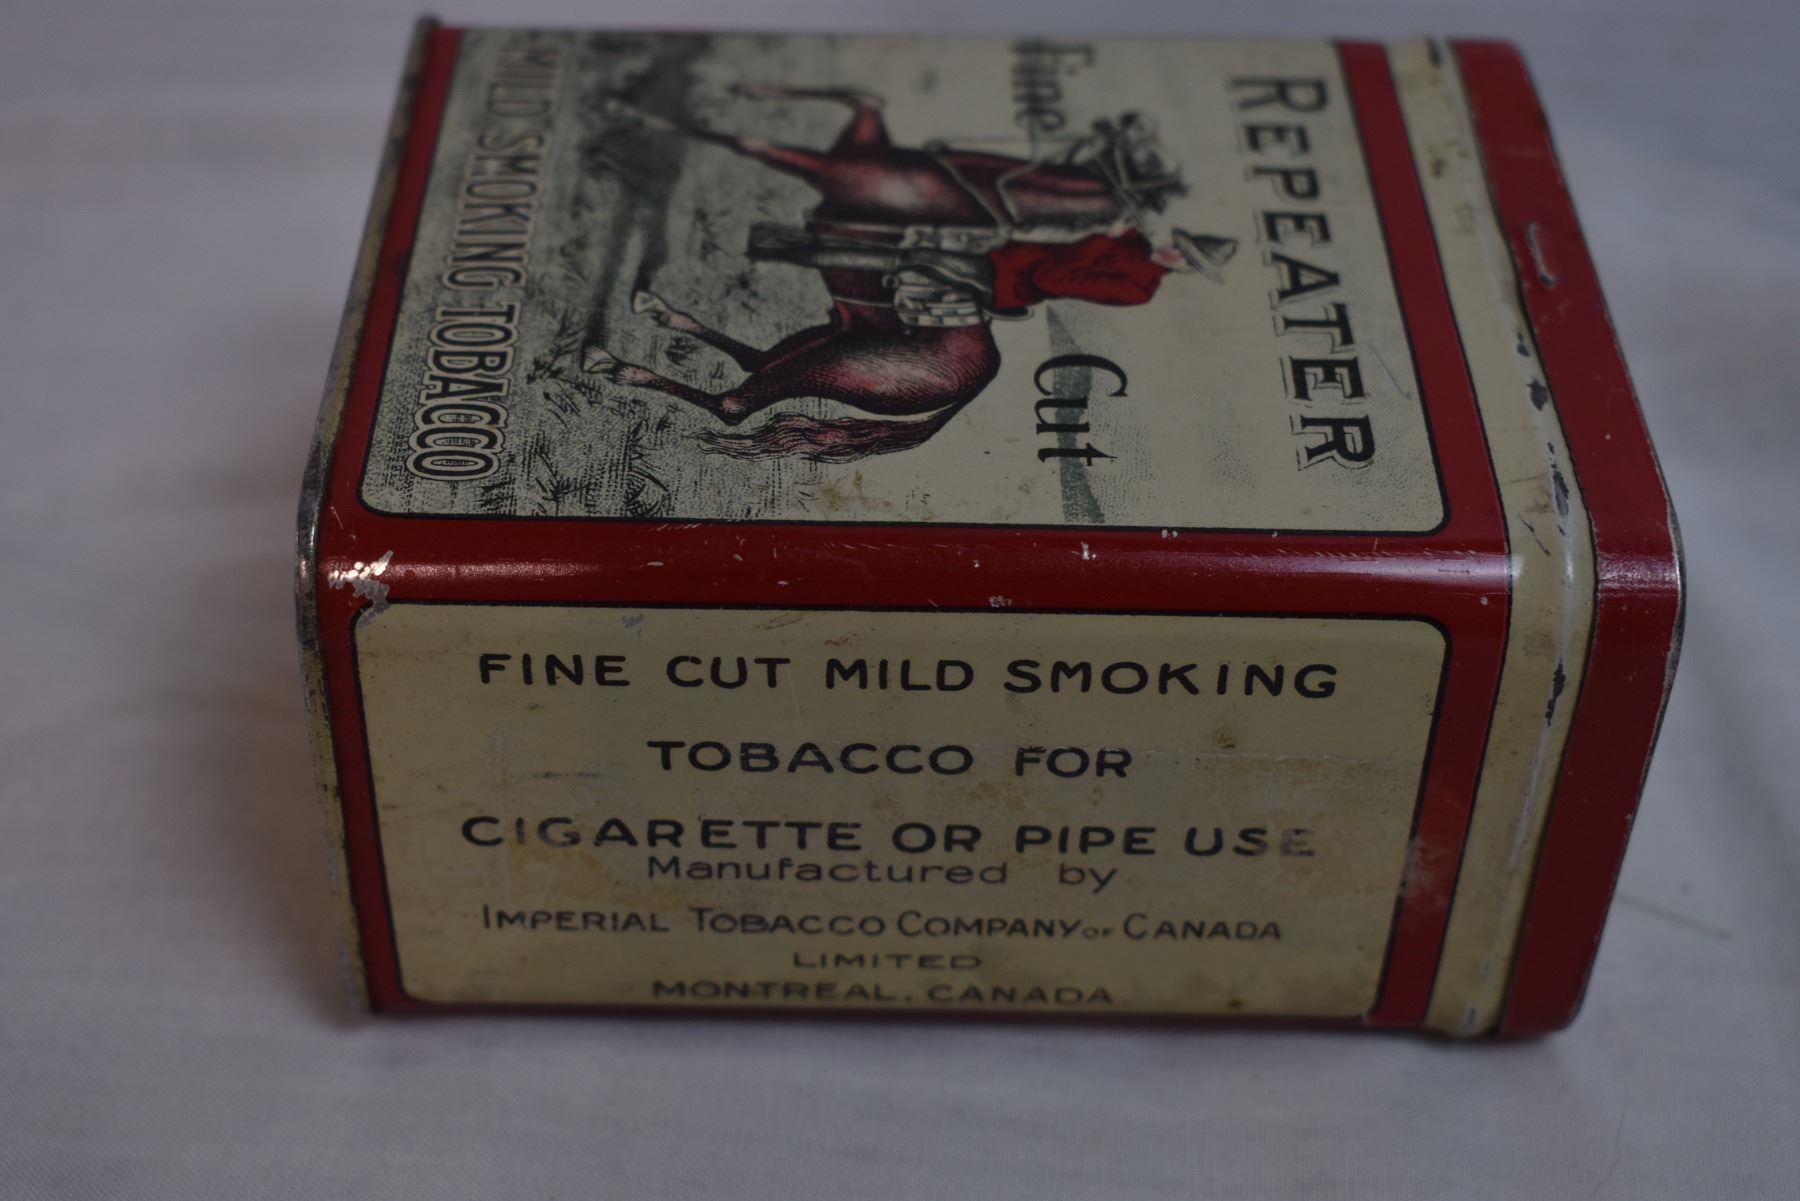 REPEATER
Fine Cut
MILD SMOKING TOBACCO
FINE CUT MILD SMOKING
TOBACCO FOR
CIGARETTE OR PIPE USE
Manufactured by
IMPERIAL TOBACCO COMPANY OF CANADA
LIMITED
MONTREAL, CANADA